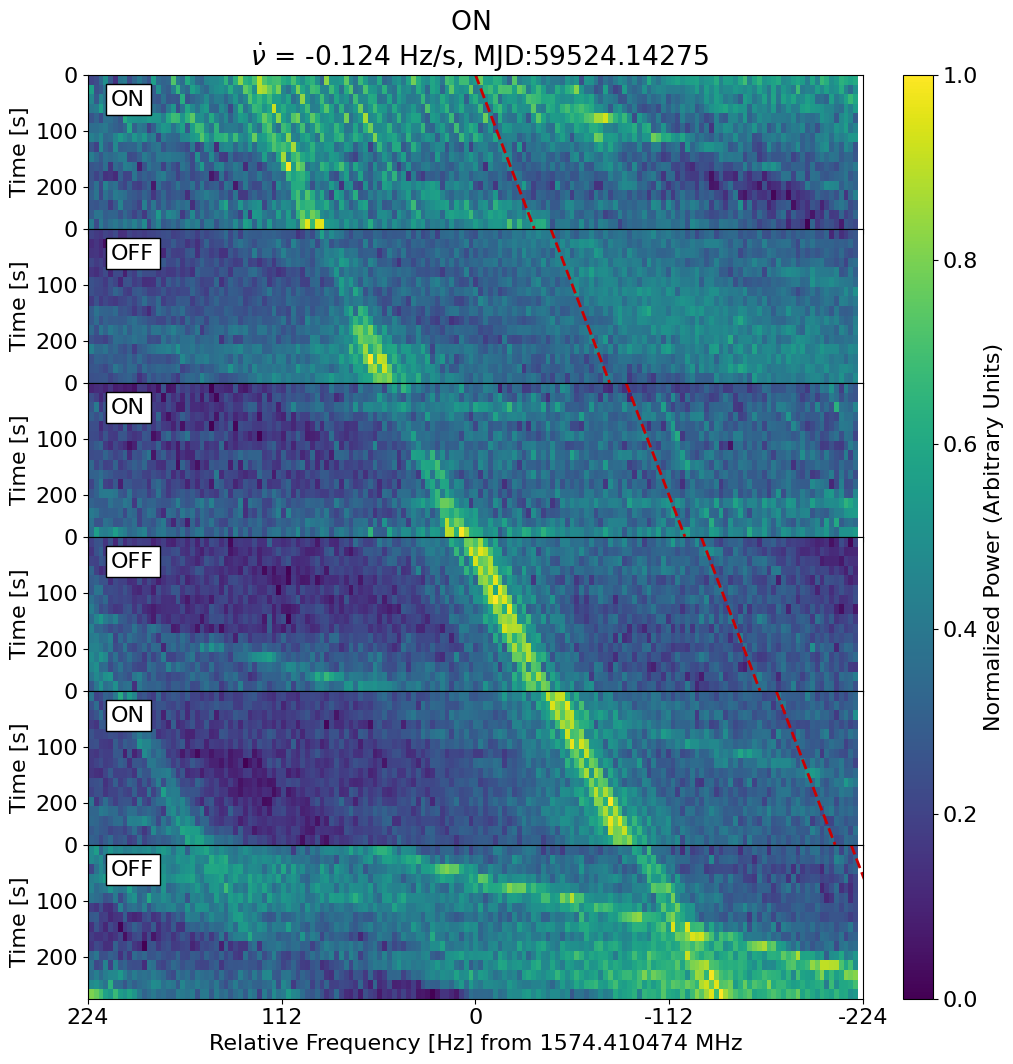 ON
ν̇ = -0.124 Hz/s, MJD:59524.14275
0
100
200
Time [s]
ON
0
100
200
Time [s]
OFF
0
100
200
Time [s]
ON
0
100
200
Time [s]
OFF
0
100
200
Time [s]
ON
0
100
200
Time [s]
OFF
224 112 0 -112 -224
Relative Frequency [Hz] from 1574.410474 MHz
1.0
0.8
0.6
0.4
0.2
0.0
Normalized Power (Arbitrary Units)